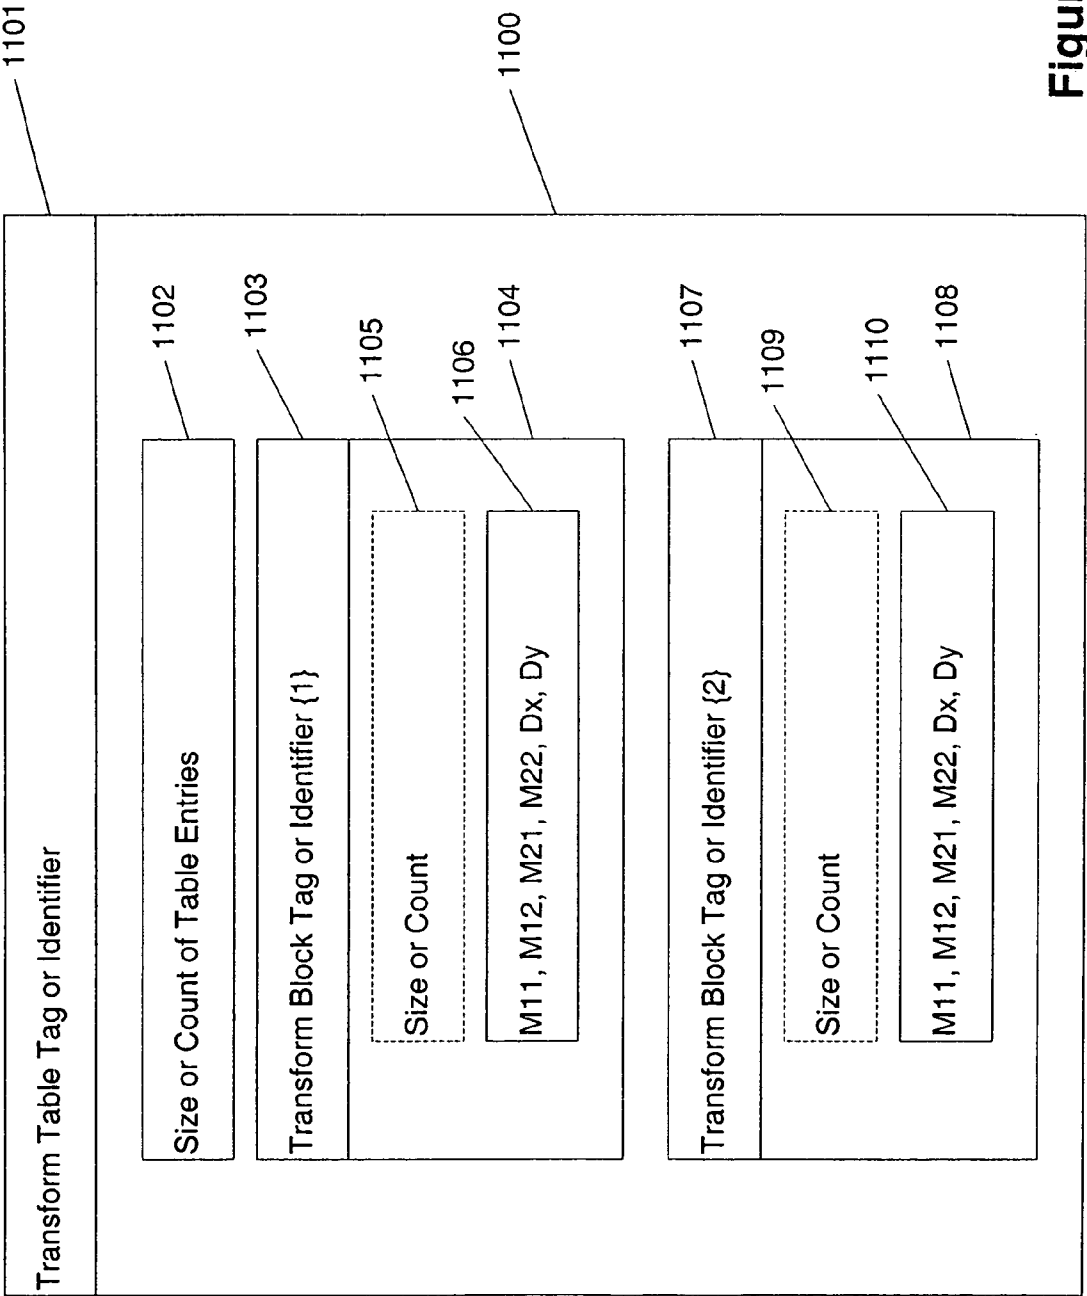 Transform Table Tag or Identifier
1101
1100
Size or Count of Table Entries
1102
Transform Block Tag or Identifier {1}
1103
Size or Count
1105
M11, M12, M21, M22, Dx, Dy
1106
1104
Transform Block Tag or Identifier {2}
1107
Size or Count
1109
M11, M12, M21, M22, Dx, Dy
1110
1108